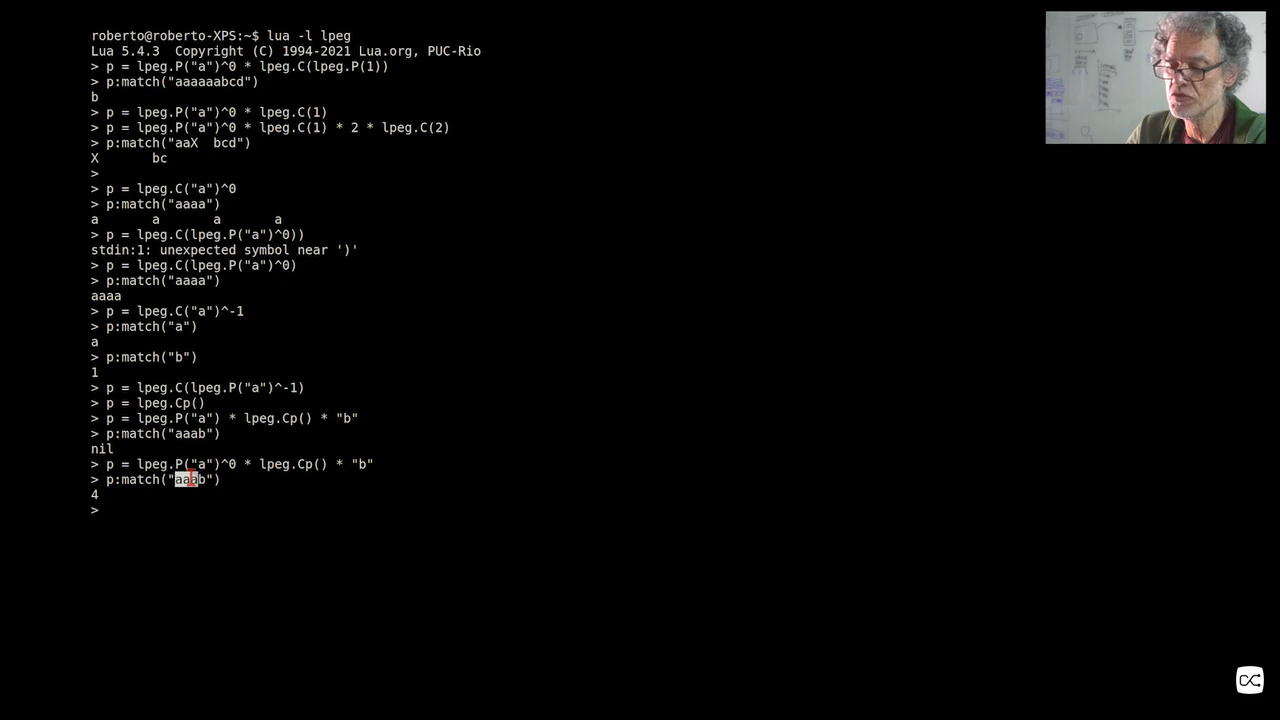 roberto@roberto-XPS:~$ lua -l lpeg
Lua 5.4.3  Copyright (C) 1994-2021 Lua.org, PUC-Rio
> p = lpeg.P("a")^0 * lpeg.C(lpeg.P(1))
> p:match("aaaaaabcd")
b
> p = lpeg.P("a")^0 * lpeg.C(1)
> p = lpeg.P("a")^0 * lpeg.C(1) * 2 * lpeg.C(2)
> p:match("aaX  bcd")
X       bc
>
> p = lpeg.C("a")^0
> p:match("aaaa")
a       a       a       a
> p = lpeg.C(lpeg.P("a")^0))
stdin:1: unexpected symbol near ')'
> p = lpeg.C(lpeg.P("a")^0)
> p:match("aaaa")
aaaa
> p = lpeg.C("a")^-1
> p:match("a")
a
> p:match("b")
1
> p = lpeg.C(lpeg.P("a")^-1)
> p = lpeg.Cp()
> p = lpeg.P("a") * lpeg.Cp() * "b"
> p:match("aaab")
nil
> p = lpeg.P("a")^0 * lpeg.Cp() * "b"
> p:match("aaab")
4
>